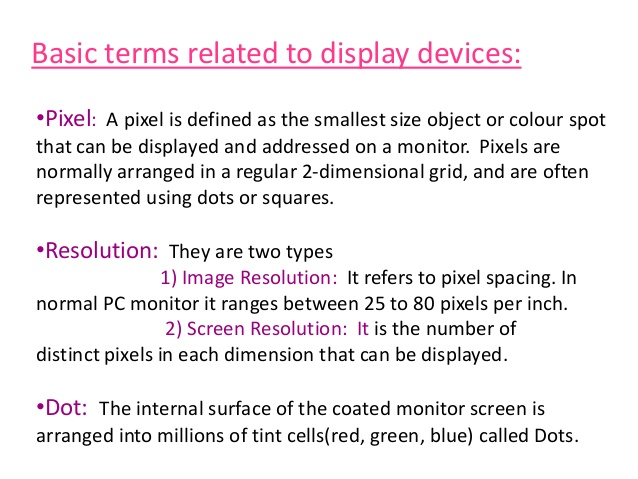 Basic terms related to display devices:
•Pixel: A pixel is defined as the smallest size object or colour spot
that can be displayed and addressed on a monitor. Pixels are
normally arranged in a regular 2-dimensional grid, and are often
represented using dots or squares.
•Resolution: They are two types
1) Image Resolution: It refers to pixel spacing. In
normal PC monitor it ranges between 25 to 80 pixels per inch.
2) Screen Resolution: It is the number of
distinct pixels in each dimension that can be displayed.
•Dot: The internal surface of the coated monitor screen is
arranged into millions of tint cells(red, green, blue) called Dots.